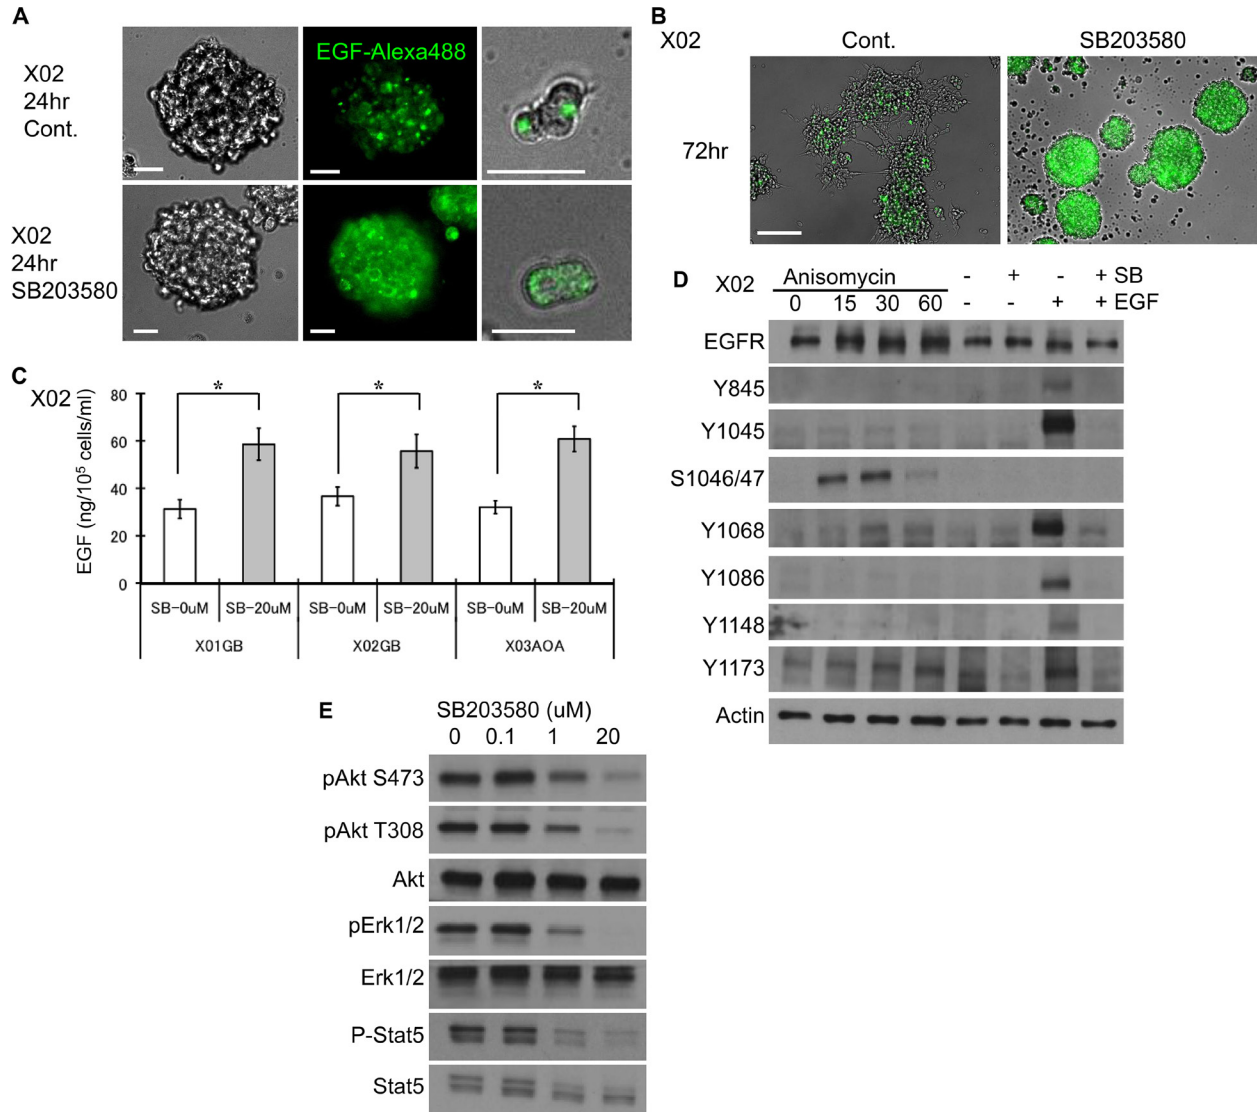 A
X02
24hr
Cont.
EGF-Alexa488
X02
24hr
SB203580
B
X02
Cont.
SB203580
72hr
C
X02
EGF (ng/10⁵ cells/ml)
80
60
40
20
0
*
*
*
SB-0uM
SB-20uM
SB-0uM
SB-20uM
SB-0uM
SB-20uM
X01GB
X02GB
X03AOA
D
X02
Anisomycin
- + - + SB
0 15 30 60 - - + + EGF
EGFR
Y845
Y1045
S1046/47
Y1068
Y1086
Y1148
Y1173
Actin
E
SB203580 (uM)
0 0.1 1 20
pAkt S473
pAkt T308
Akt
pErk1/2
Erk1/2
P-Stat5
Stat5